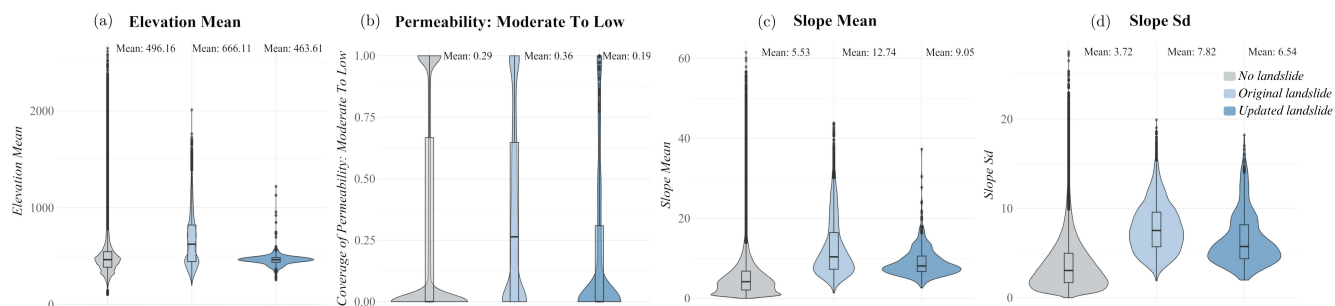 (a) Elevation Mean
Mean: 496.16 Mean: 666.11 Mean: 463.61
Elevation Mean
2000
1000
0
(b) Permeability: Moderate To Low
Mean: 0.29 Mean: 0.36 Mean: 0.19
Coverage of Permeability: Moderate To Low
1.00
0.75
0.50
0.25
0.00
(c) Slope Mean
Mean: 5.53 Mean: 12.74 Mean: 9.05
Slope Mean
60
40
20
0
(d) Slope Sd
Mean: 3.72 Mean: 7.82 Mean: 6.54
Slope Sd
20
10
0
No landslide
Original landslide
Updated landslide